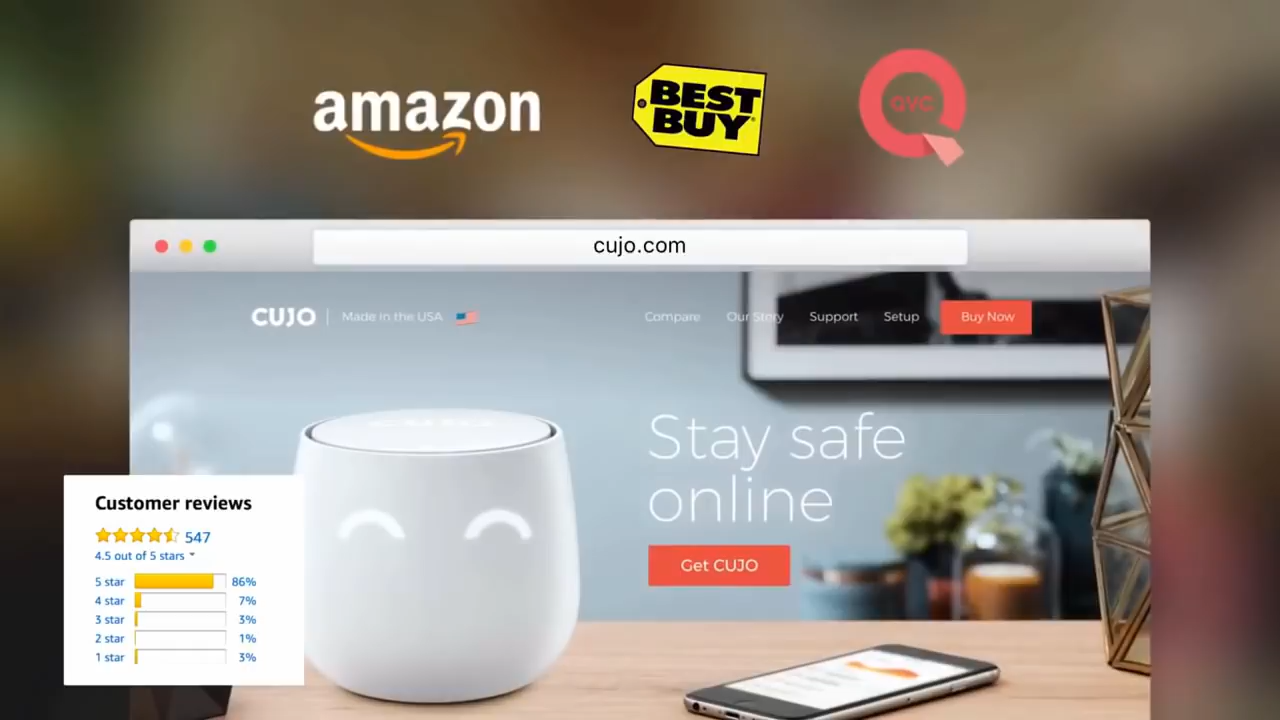 amazon
BEST
BUY
QVC
cujo.com
CUJO
Made in the USA
Compare
Our Story
Support
Setup
Buy Now
Stay safe
online
Get CUJO
CUJO
Customer reviews
547
4.5 out of 5 stars
5 star 86%
4 star 7%
3 star 3%
2 star 1%
1 star 3%